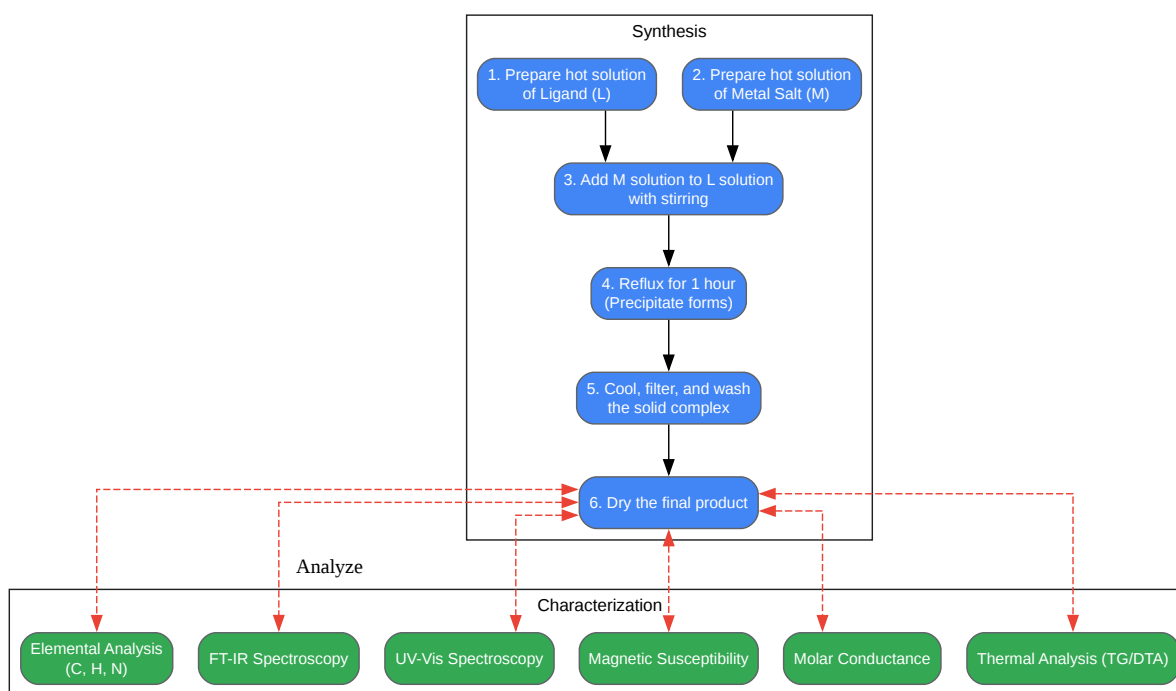 Synthesis
1. Prepare hot solution
of Ligand (L)
2. Prepare hot solution
of Metal Salt (M)
3. Add M solution to L solution
with stirring
4. Reflux for 1 hour
(Precipitate forms)
5. Cool, filter, and wash
the solid complex
6. Dry the final product
Analyze
Characterization
Elemental Analysis
(C, H, N)
FT-IR Spectroscopy
UV-Vis Spectroscopy
Magnetic Susceptibility
Molar Conductance
Thermal Analysis (TG/DTA)